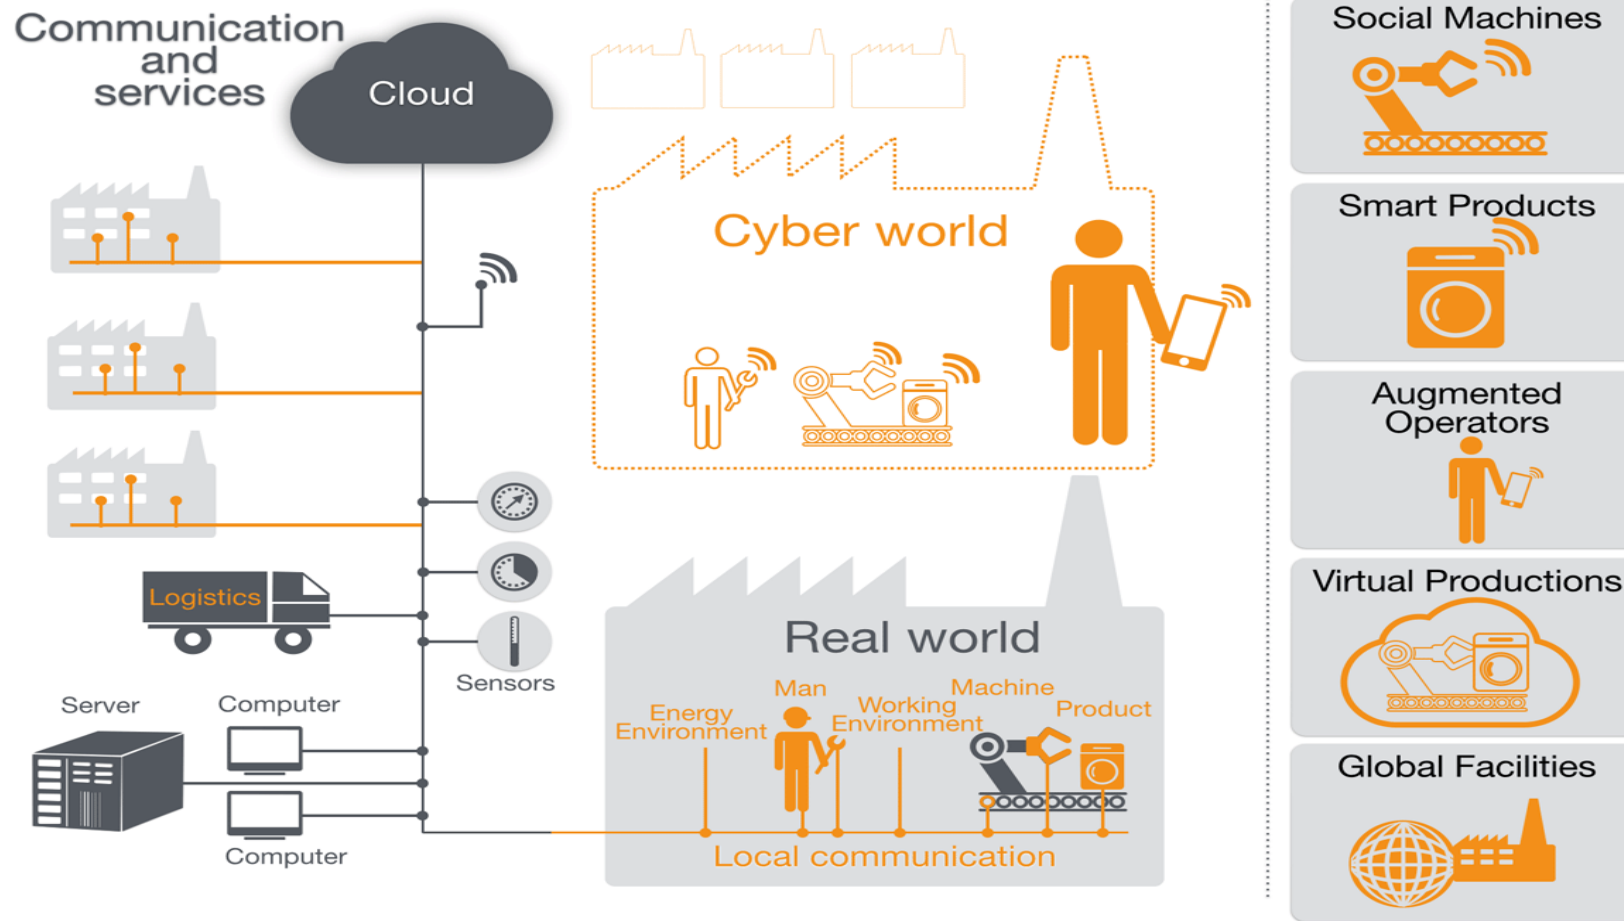 Communication
and
services
Cloud
Logistics
Sensors
Server
Computer
Computer
Cyber world
Real world
Energy
Environment
Man
Working
Environment
Machine
Product
Local communication
Social Machines
Smart Products
Augmented
Operators
Virtual Productions
Global Facilities